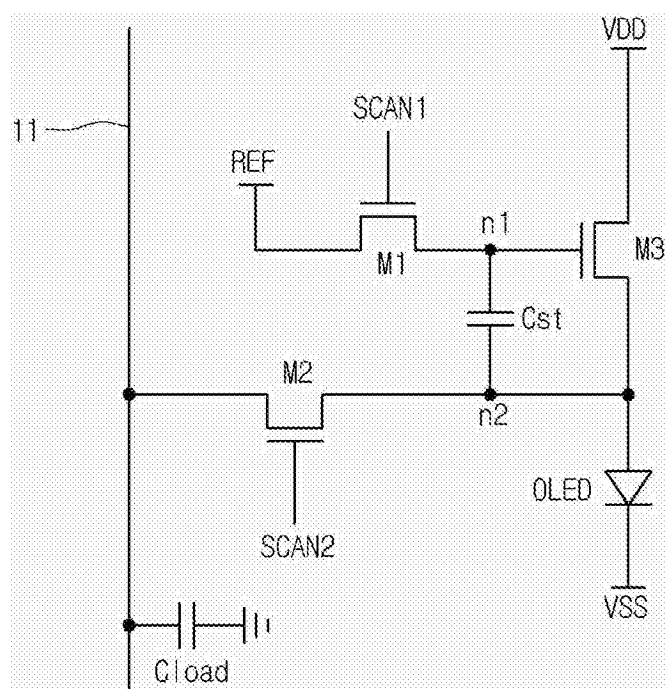 VDD
SCAN1
11
REF
n1
M1
M3
Cst
M2
n2
OLED
SCAN2
VSS
Cload